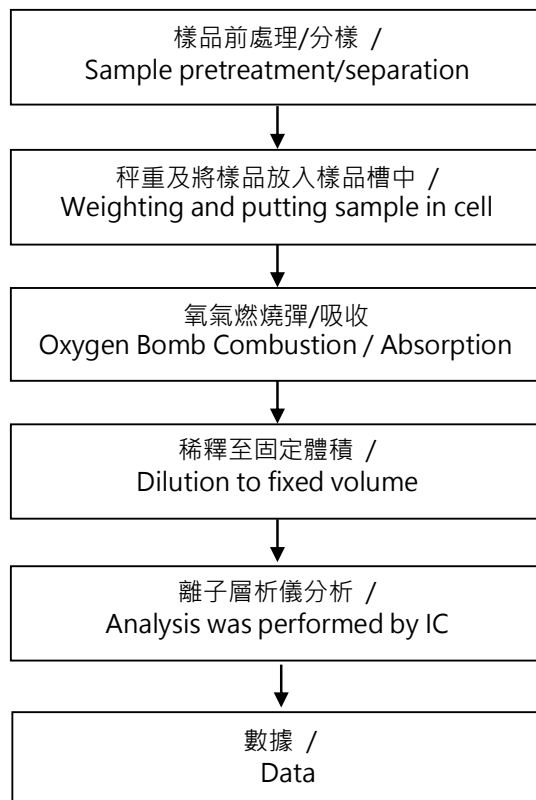 樣品前處理/分樣 /
Sample pretreatment/separation
秤重及將樣品放入樣品槽中 /
Weighting and putting sample in cell
氧氣燃燒彈/吸收
Oxygen Bomb Combustion / Absorption
稀釋至固定體積 /
Dilution to fixed volume
離子層析儀分析 /
Analysis was performed by IC
數據 /
Data